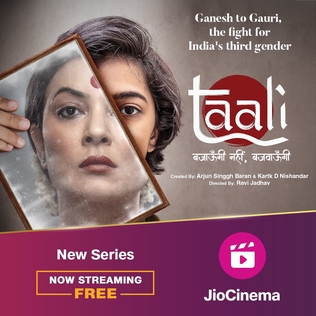 Ganesh to Gauri,
the fight for
India's third gender
taali
बजाऊँगी नहीं, बजवाऊँगी
Created By: Arjun Singgh Baran & Kartk D Nishandar
Directed By: Ravi Jadhav
New Series
NOW STREAMING
FREE
JioCinema